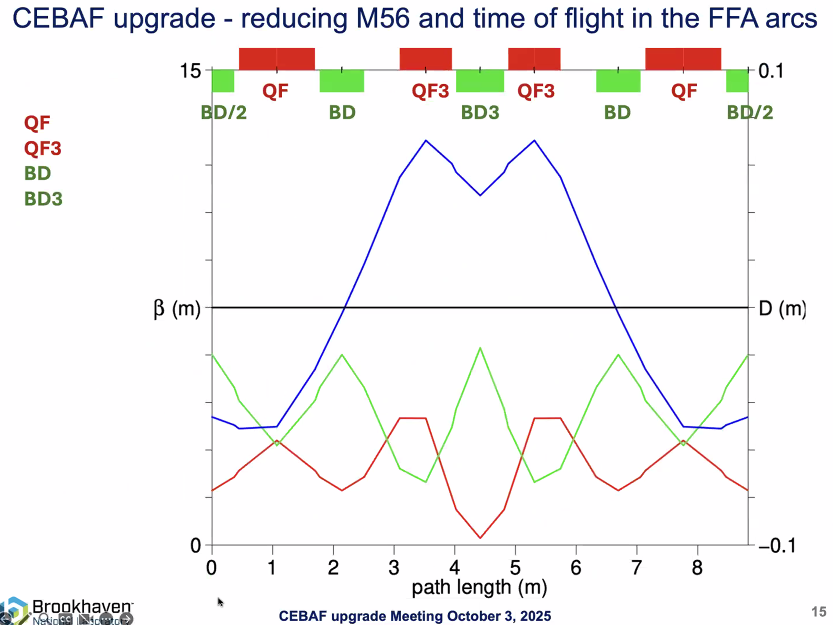 CEBAF upgrade - reducing M56 and time of flight in the FFA arcs
15
0.1
QF
QF3
QF3
QF
BD/2
BD
BD3
BD
BD/2
QF
QF3
BD
BD3
β (m)
D (m)
0
−0.1
0 1 2 3 4 5 6 7 8
path length (m)
Brookhaven
National Laboratory
CEBAF upgrade Meeting October 3, 2025
15